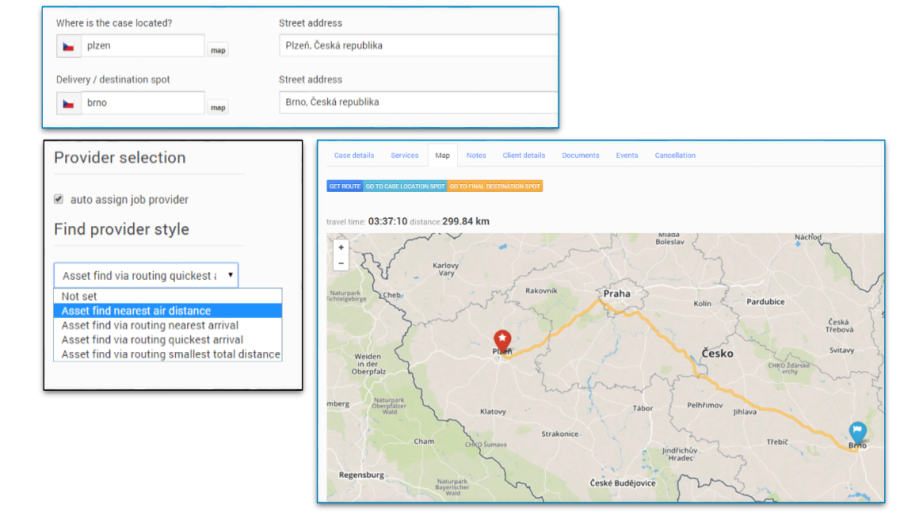 Where is the case located?
Street address
plzen
map
Plzeň, Česká republika
Delivery / destination spot
Street address
brno
map
Brno, Česká republika
Provider selection
auto assign job provider
Find provider style
Asset find via routing quickest a
Not set
Asset find nearest air distance
Asset find via routing nearest arrival
Asset find via routing quickest arrival
Asset find via routing smallest total distance
Case details Services Map Notes Client details Documents Events Cancellation
GET ROUTE GO TO CASE LOCATION SPOT GO TO FINAL DESTINATION SPOT
travel time: 03:37:10 distance: 299.84 km
+
-
Mladá
Boleslav
Náchod
Karlovy
Vary
Naturpark
Fichtelgebirge
Cheb
Rakovník
Praha
Kolín
Pardubice
Česká
Třebová
Plzeň
Česko
Svitavy
Weiden
in der
Oberpfalz
CHKO Žďárské
vrchy
mberg
Naturpark
Oberpfälzer
Wald
Klatovy
Tábor
Pelhřimov
Jihlava
Strakonice
Třebíč
Brno
Cham
CHKO Šumava
Jindřichův
Hradec
Regensburg
Naturpark
Bayerischer
Wald
České Budějovice